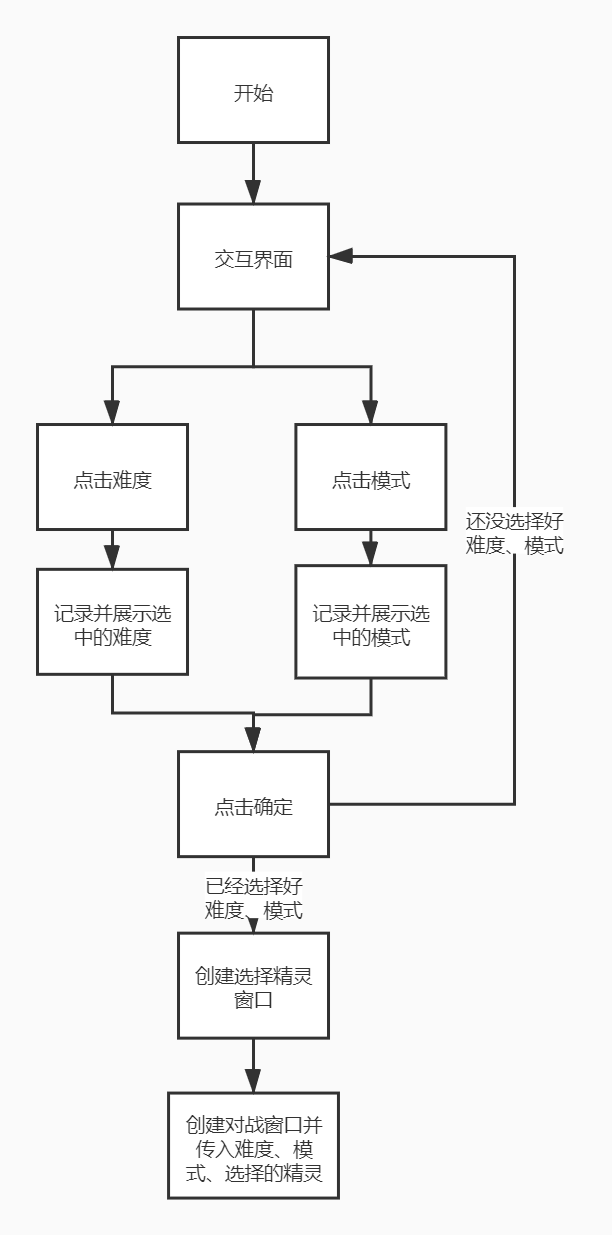 开始
交互界面
点击难度
点击模式
还没选择好
难度、模式
记录并展示选
中的难度
记录并展示选
中的模式
点击确定
已经选择好
难度、模式
创建选择精灵
窗口
创建对战窗口并
传入难度、模
式、选择的精灵